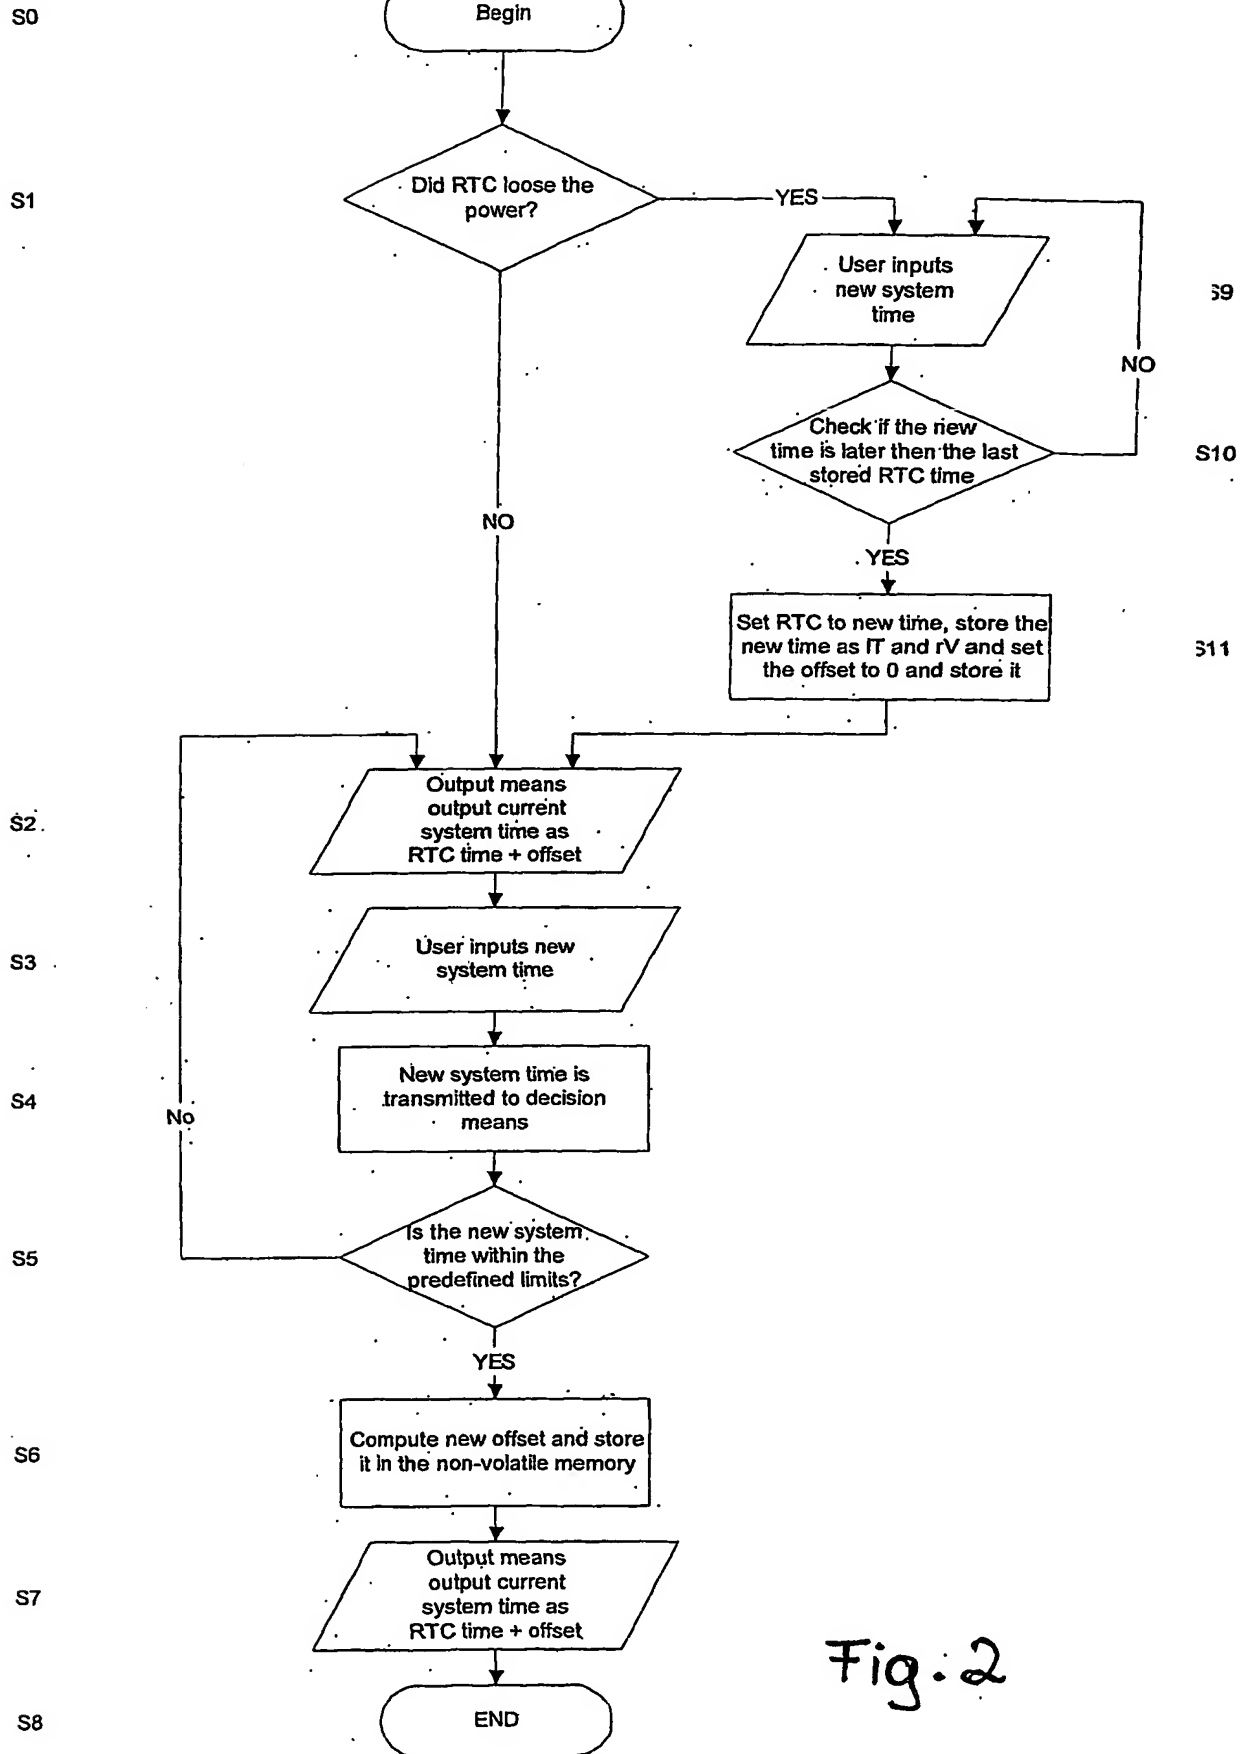 S0
Begin
S1
Did RTC loose the
power?
YES
User inputs
new system
time
S9
NO
Check if the new
time is later then the last
stored RTC time
S10
NO
YES
Set RTC to new time, store the
new time as lT and rV and set
the offset to 0 and store it
S11
S2
Output means
output current
system time as
RTC time + offset
S3
User inputs new
system time
S4
New system time is
transmitted to decision
means
No
S5
Is the new system
time within the
predefined limits?
YES
S6
Compute new offset and store
it in the non-volatile memory
S7
Output means
output current
system time as
RTC time + offset
Fig. 2
S8
END